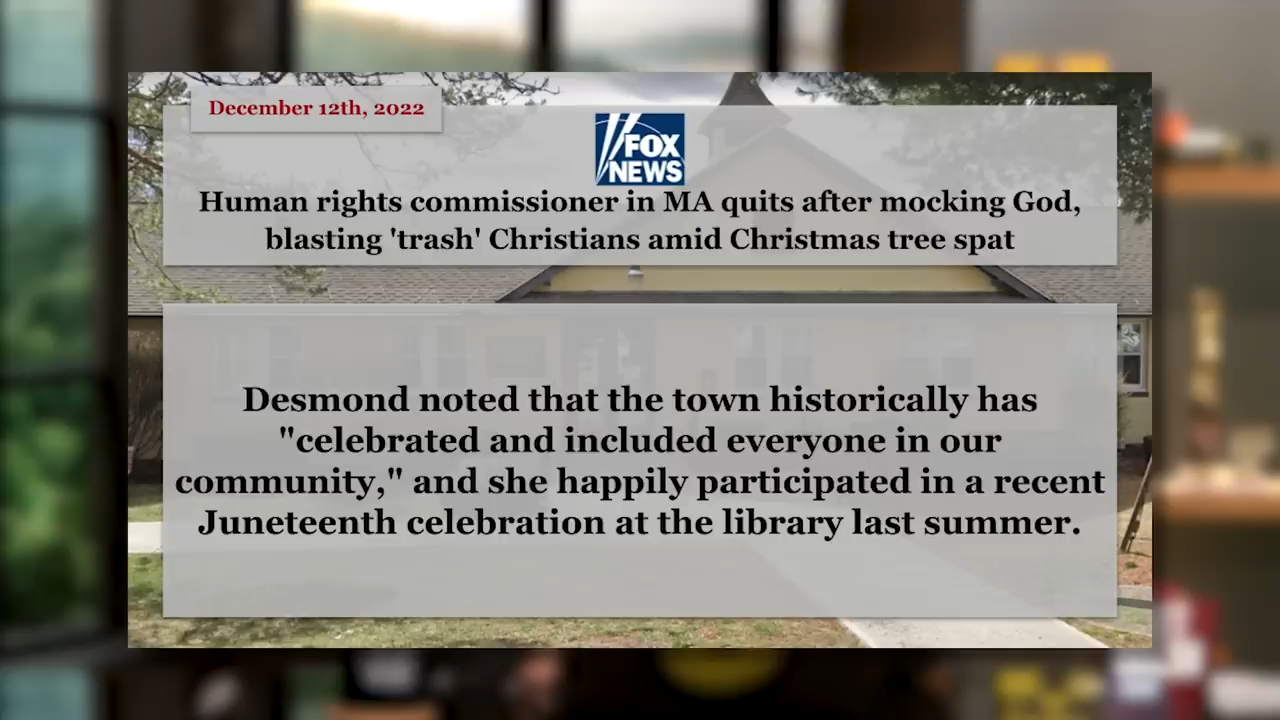 December 12th, 2022
FOX
NEWS
Human rights commissioner in MA quits after mocking God,
blasting 'trash' Christians amid Christmas tree spat
Desmond noted that the town historically has
"celebrated and included everyone in our
community," and she happily participated in a recent
Juneteenth celebration at the library last summer.